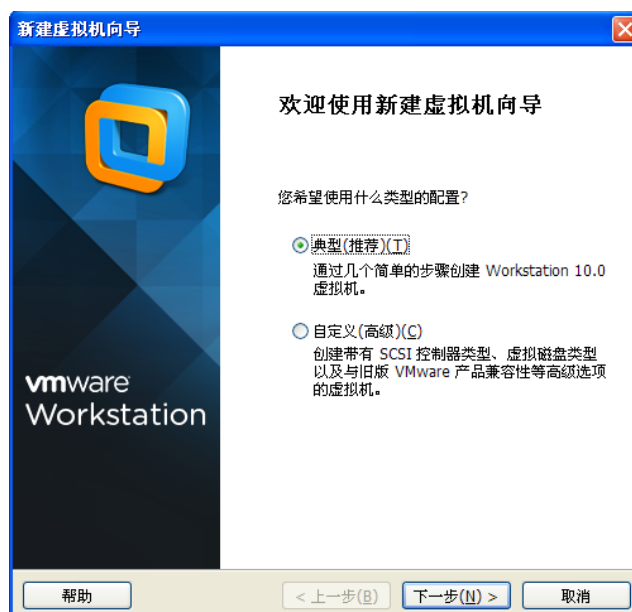 新建虚拟机向导
欢迎使用新建虚拟机向导
您希望使用什么类型的配置?
典型(推荐)(T)
通过几个简单的步骤创建 Workstation 10.0
虚拟机。
自定义(高级)(C)
创建带有 SCSI 控制器类型、虚拟磁盘类型
以及与旧版 VMware 产品兼容性等高级选项
的虚拟机。
vmware
Workstation
帮助
< 上一步(B)
下一步(N) >
取消